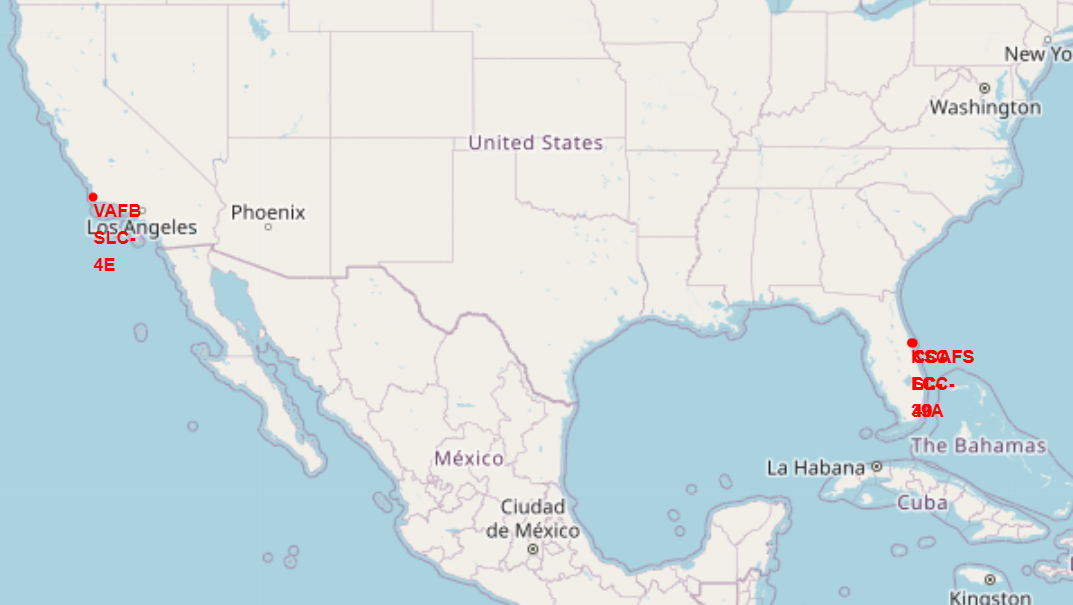 New Yo
Washington
United States
VAFB
SLC-
4E
Los Angeles
Phoenix
The Bahamas
México
La Habana
Cuba
Ciudad
de México
Kingston